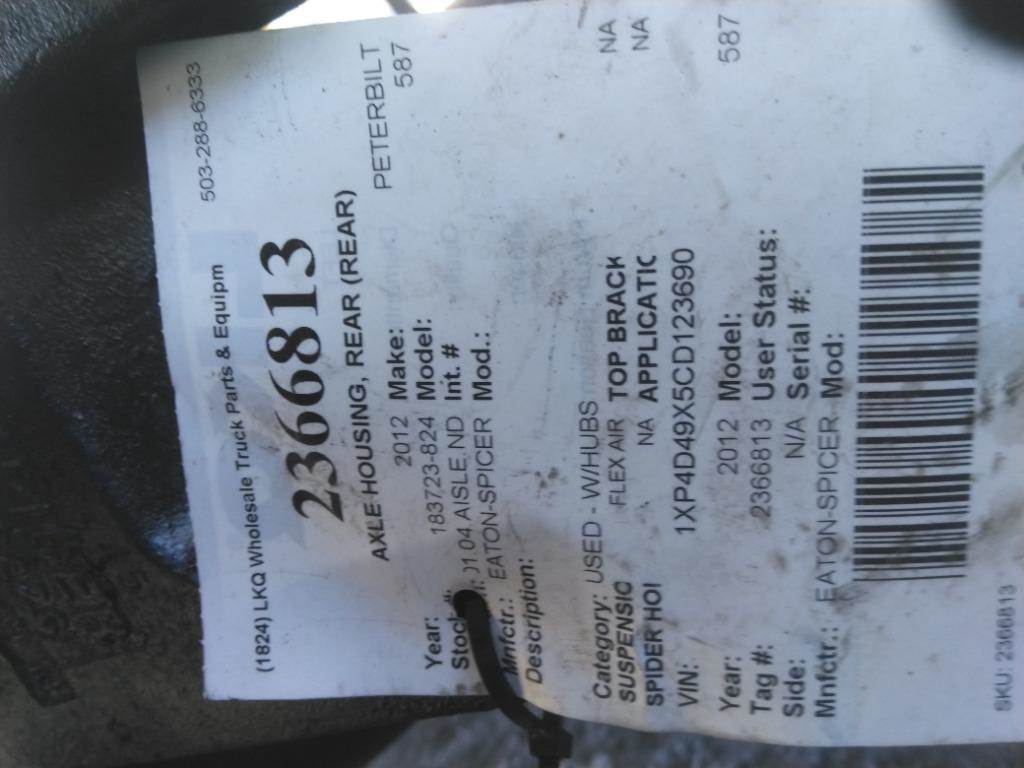 (1824) LKQ Wholesale Truck Parts & Equipm 503-288-6333
2366813
AXLE HOUSING, REAR (REAR)
Year: 2012 Make: PETERBILT
Stock #: 183723-824 Model: 587
01.04.AISLE.ND Int. #
Mnfctr.: EATON-SPICER Mod.:
Description:
Category: USED - W/HUBS
SUSPENSIC FLEX AIR TOP BRACK NA
SPIDER HOI NA APPLICATIC NA
VIN: 1XP4D49X5CD123690
Year: 2012 Model: 587
Tag #: 2366813 User Status:
Side: N/A Serial #:
Mnfctr.: EATON-SPICER Mod:
SKU: 2366813